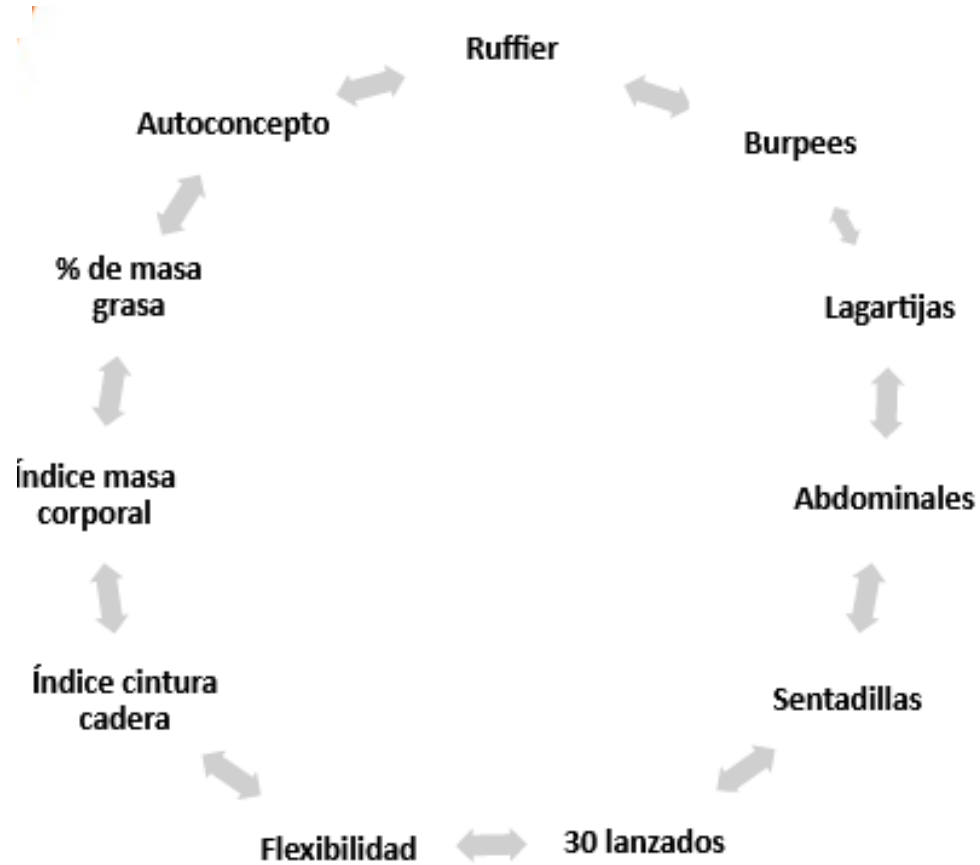 Ruffier
Burpees
Lagartijas
Abdominales
Sentadillas
30 lanzados
Flexibilidad
Índice cintura
cadera
Índice masa
corporal
% de masa
grasa
Autoconcepto